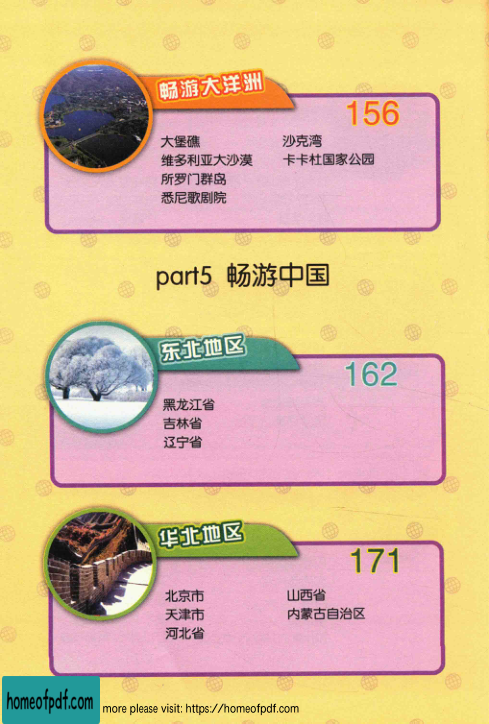 畅游大洋洲
156
大堡礁 沙克湾
维多利亚大沙漠 卡卡杜国家公园
所罗门群岛
悉尼歌剧院
part5 畅游中国
东北地区
162
黑龙江省
吉林省
辽宁省
华北地区
171
北京市 山西省
天津市 内蒙古自治区
河北省
homeofpdf.com more please visit: https://homeofpdf.com